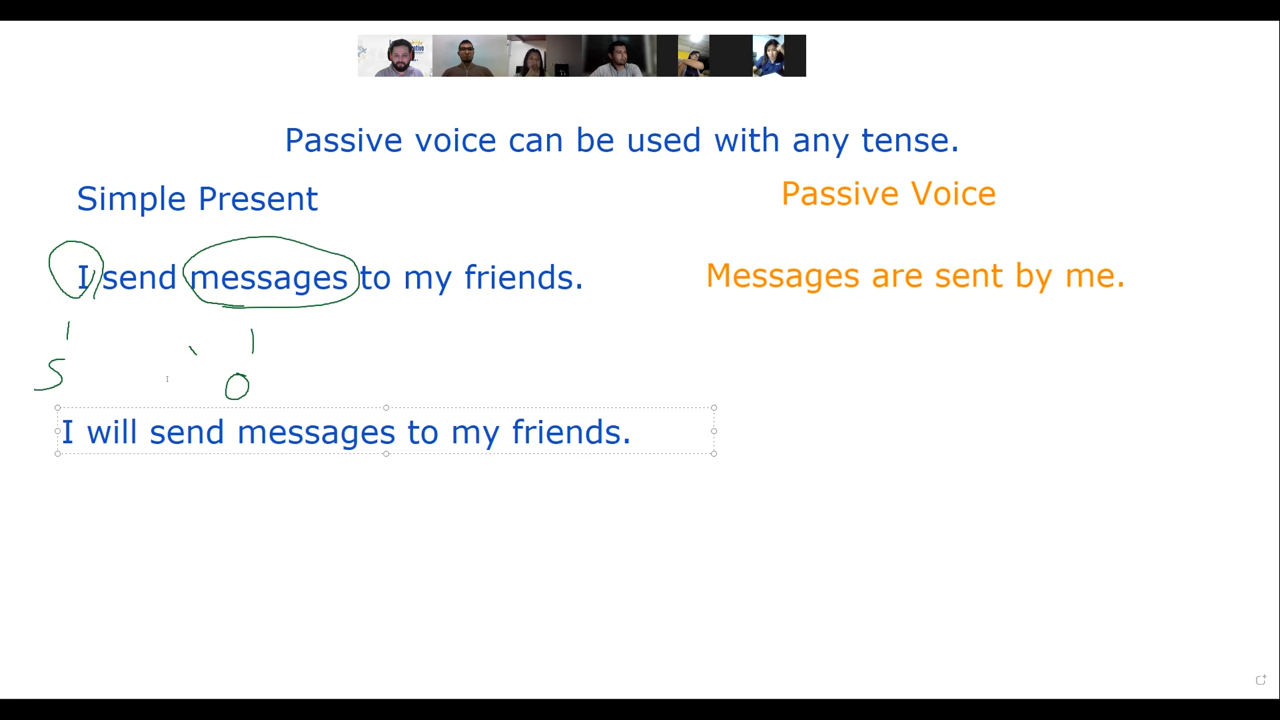 Passive voice can be used with any tense.
Simple Present
Passive Voice
I send messages to my friends.
Messages are sent by me.
S
O
I will send messages to my friends.